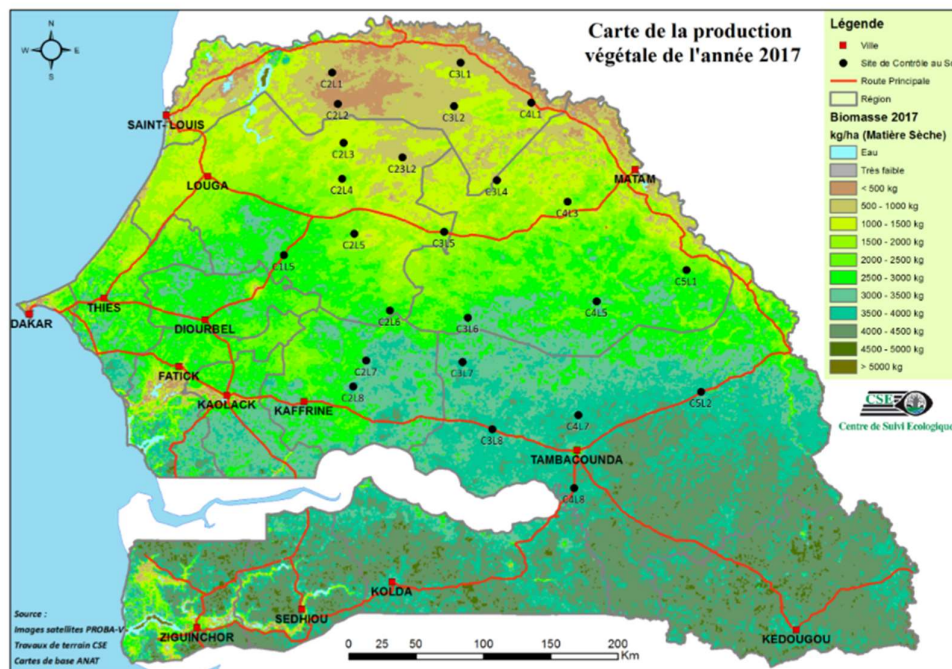 Carte de la production
végétale de l'année 2017
N
W
E
S
Légende
Ville
Site de Contrôle au So
Route Principale
Région
Biomasse 2017
kg/ha (Matière Sèche)
Eau
Très faible
< 500 kg
500 - 1000 kg
1000 - 1500 kg
1500 - 2000 kg
2000 - 2500 kg
2500 - 3000 kg
3000 - 3500 kg
3500 - 4000 kg
4000 - 4500 kg
4500 - 5000 kg
> 5000 kg
CSE
Centre de Suivi Ecologique
C2L1
C3L1
C2L2
C3L2
C4L1
SAINT- LOUIS
C2L3
C23L2
MATAM
LOUGA
C2L4
C3L4
C4L3
C2L5
C3L5
C1L5
C5L1
THIES
C4L5
DAKAR
DIOURBEL
C2L6
C3L6
FATICK
C2L7
C3L7
KAOLACK
KAFFRINE
C2L8
C5L2
C3L8
C4L7
TAMBACOUNDA
C4L8
KOLDA
SEDHIOU
ZIGUINCHOR
KEDOUGOU
Source :
Images satellites PROBA-V
Travaux de terrain CSE
Cartes de base ANAT
0 20 40 80 120 160 200
Km